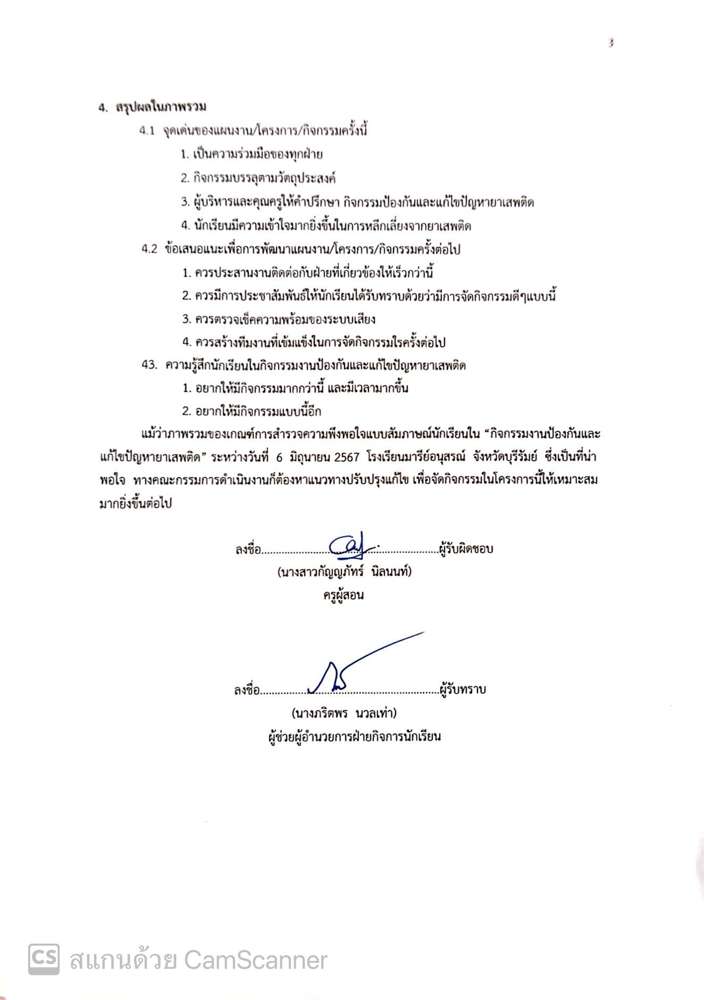 3
4. สรุปผลในภาพรวม
4.1 จุดเด่นของแผนงาน/โครงการ/กิจกรรมครั้งนี้
1. เป็นความร่วมมือของทุกฝ่าย
2. กิจกรรมบรรลุตามวัตถุประสงค์
3. ผู้บริหารและคุณครูให้คำปรึกษา กิจกรรมป้องกันและแก้ไขปัญหายาเสพติด
4. นักเรียนมีความเข้าใจมากยิ่งขึ้นในการหลีกเลี่ยงจากยาเสพติด
4.2 ข้อเสนอแนะเพื่อการพัฒนาแผนงาน/โครงการ/กิจกรรมครั้งต่อไป
1. ควรประสานงานติดต่อกับฝ่ายที่เกี่ยวข้องให้เร็วกว่านี้
2. ควรมีการประชาสัมพันธ์ให้นักเรียนได้รับทราบด้วยว่ามีการจัดกิจกรรมดีๆแบบนี้
3. ควรตรวจเช็คความพร้อมของระบบเสียง
4. ควรสร้างทีมงานที่เข้มแข็งในการจัดกิจกรรมใรครั้งต่อไป
43. ความรู้สึกนักเรียนในกิจกรรมงานป้องกันและแก้ไขปัญหายาเสพติด
1. อยากให้มีกิจกรรมมากกว่านี้ และมีเวลามากขึ้น
2. อยากให้มีกิจกรรมแบบนี้อีก
แม้ว่าภาพรวมของเกณฑ์การสำรวจความพึงพอใจแบบสัมภาษณ์นักเรียนใน “กิจกรรมงานป้องกันและ
แก้ไขปัญหายาเสพติด” ระหว่างวันที่ 6 มิถุนายน 2567 โรงเรียนมารีย์อนุสรณ์ จังหวัดบุรีรัมย์ ซึ่งเป็นที่น่า
พอใจ ทางคณะกรรมการดำเนินงานก็ต้องหาแนวทางปรับปรุงแก้ไข เพื่อจัดกิจกรรมในโครงการนี้ให้เหมาะสม
มากยิ่งขึ้นต่อไป
ลงชื่อ..........................................................ผู้รับผิดชอบ
(นางสาวกัญญภัทร์ นิลนนท์)
ครูผู้สอน
ลงชื่อ..........................................................ผู้รับทราบ
(นางภริตพร นวลเท่า)
ผู้ช่วยผู้อำนวยการฝ่ายกิจการนักเรียน
CS สแกนด้วย CamScanner